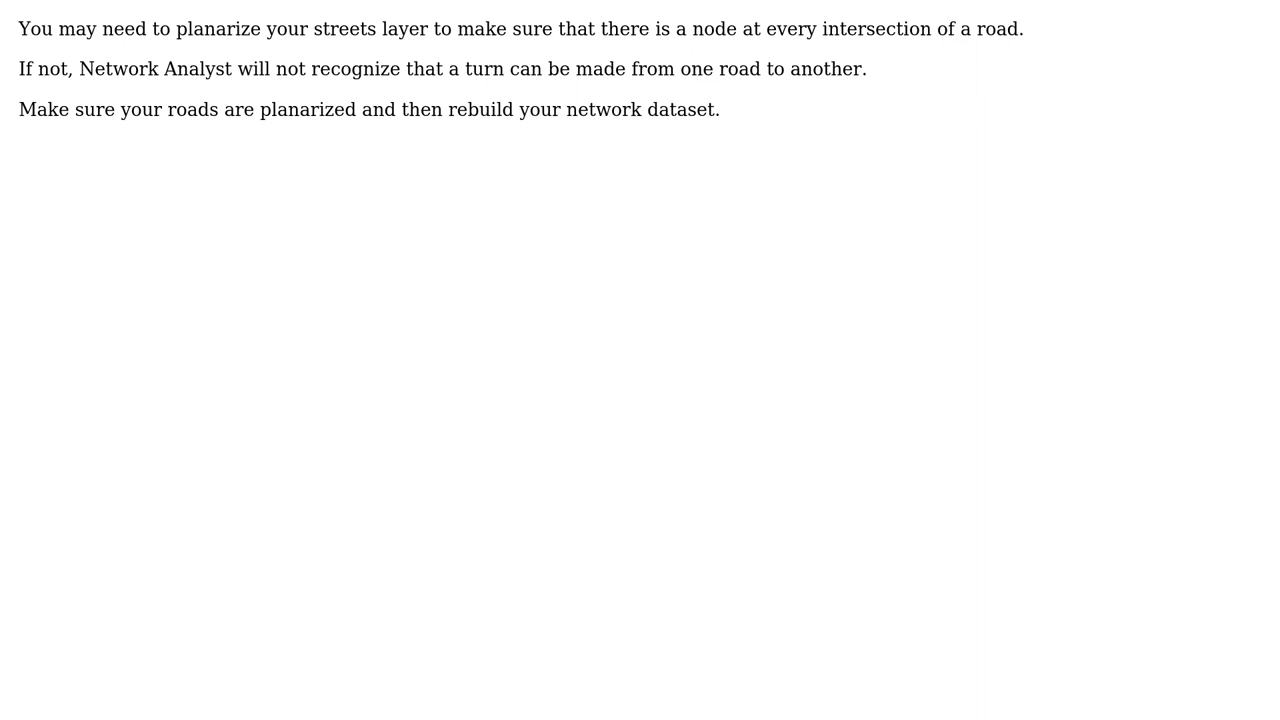 You may need to planarize your streets layer to make sure that there is a node at every intersection of a road.
If not, Network Analyst will not recognize that a turn can be made from one road to another.
Make sure your roads are planarized and then rebuild your network dataset.